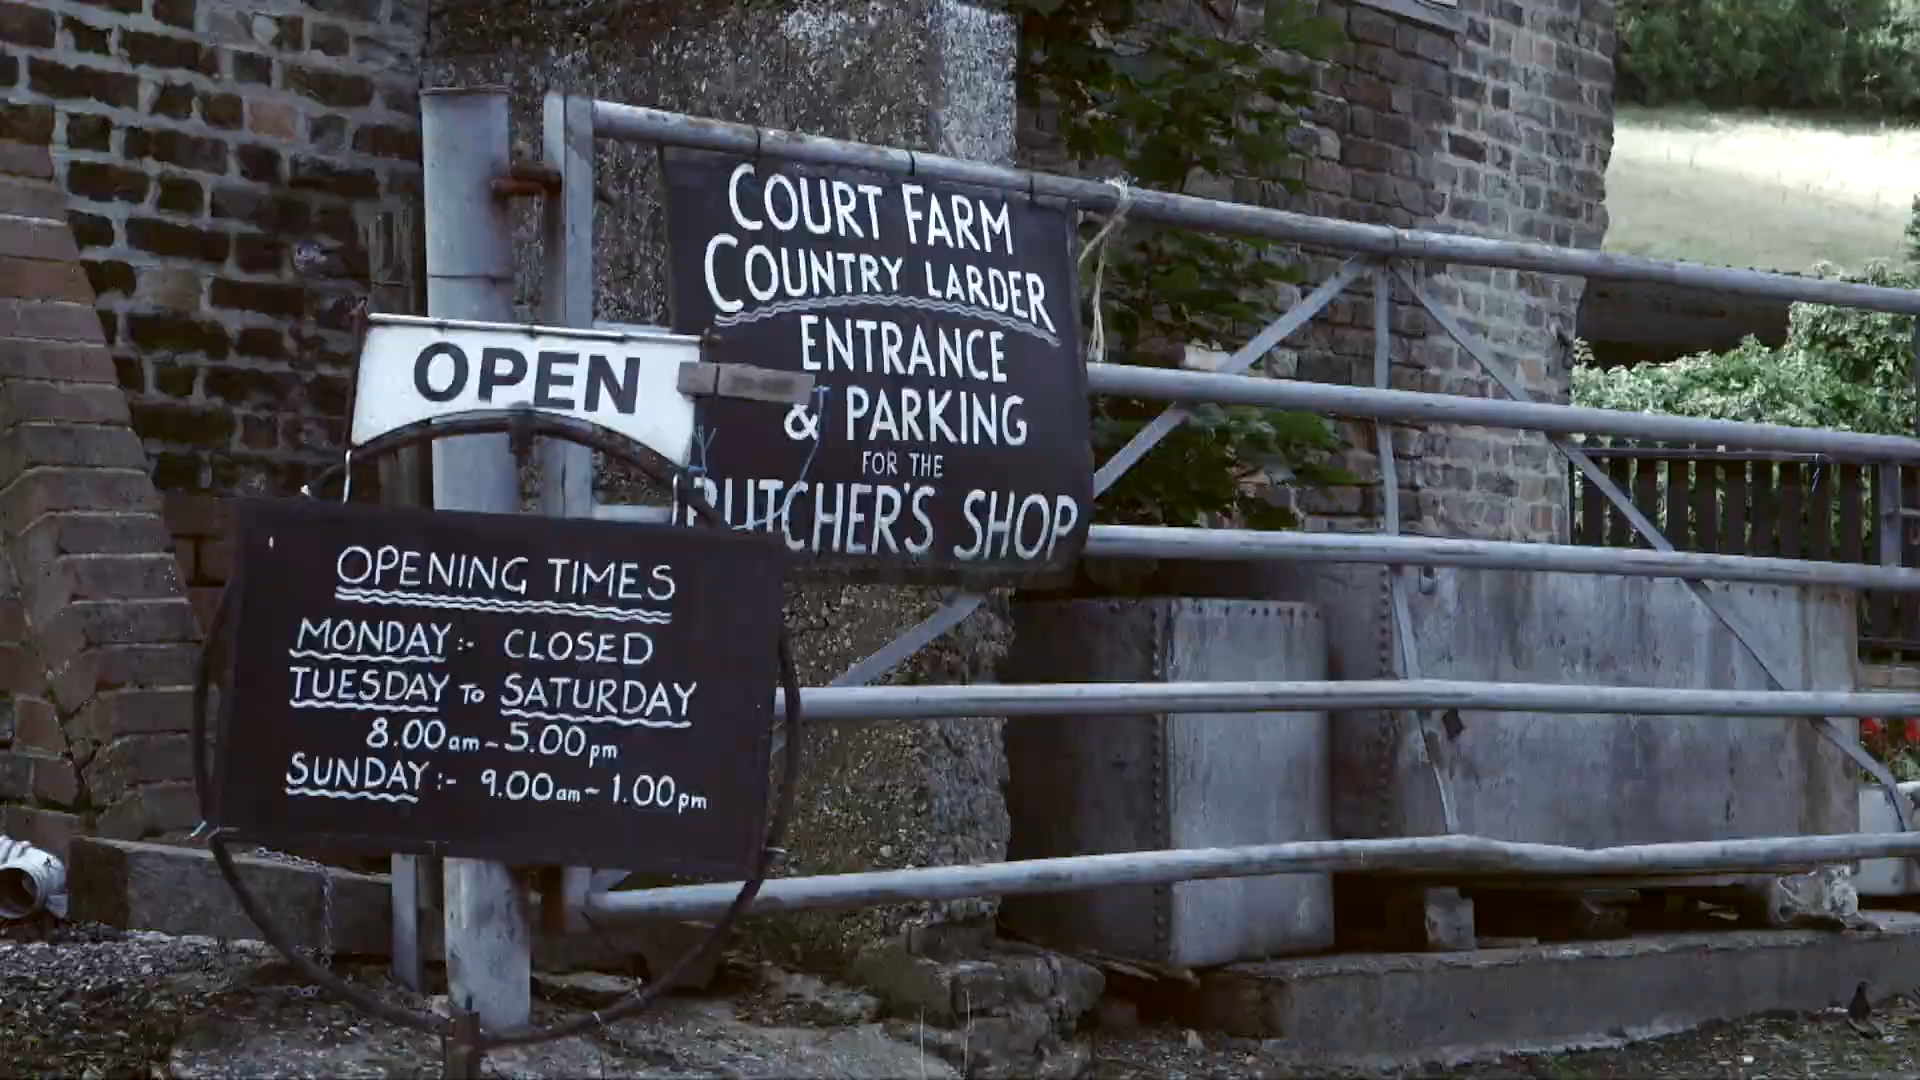 COURT FARM
COUNTRY LARDER
ENTRANCE
& PARKING
FOR THE
BUTCHER'S SHOP
OPEN
OPENING TIMES
MONDAY:- CLOSED
TUESDAY TO SATURDAY
8.00am - 5.00pm
SUNDAY:- 9.00am - 1.00pm